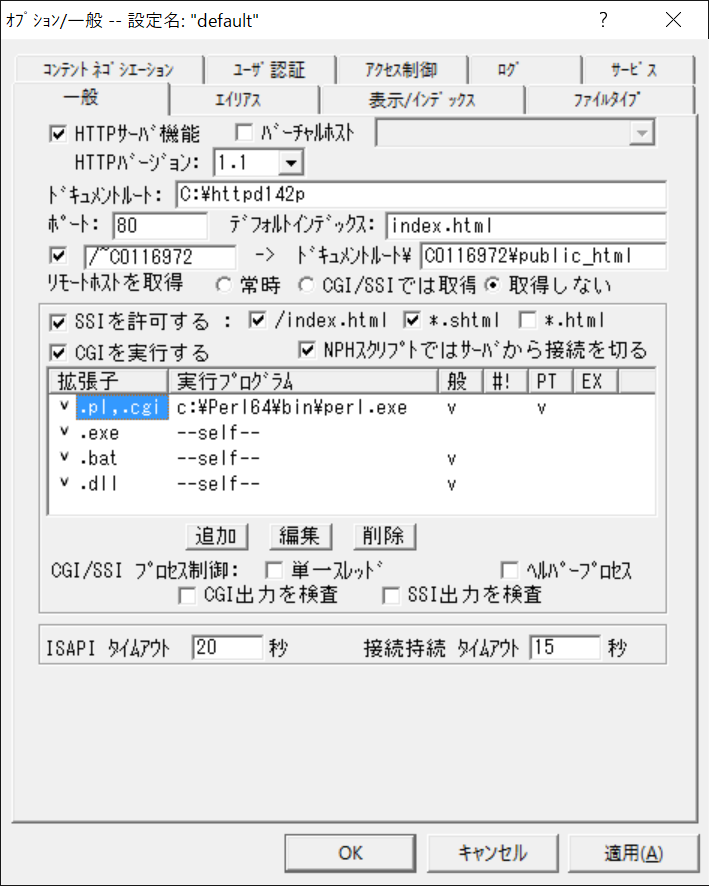 ｵﾌﾟｼｮﾝ/一般 -- 設定名: "default"
ｺﾝﾃﾝﾄ ﾈｺﾞｼｴｰｼｮﾝ ﾕｰｻﾞ認証 ｱｸｾｽ制御 ﾛｸﾞ ｻｰﾋﾞｽ
一般 ｴｲﾘｱｽ 表示/ｲﾝﾃﾞｯｸｽ ﾌｧｲﾙﾀｲﾌﾟ
HTTPｻｰﾊﾞ機能 ﾊﾞｰﾁｬﾙﾎｽﾄ
HTTPﾊﾞｰｼﾞｮﾝ: 1.1
ﾄﾞｷｭﾒﾝﾄﾙｰﾄ: C:¥httpd142p
ﾎﾟｰﾄ: 80 ﾃﾞﾌｫﾙﾄｲﾝﾃﾞｯｸｽ: index.html
/~C0116972 -> ﾄﾞｷｭﾒﾝﾄﾙｰﾄ¥ C0116972¥public_html
ﾘﾓｰﾄﾎｽﾄを取得 常時 CGI/SSIでは取得 取得しない
SSIを許可する : /index.html *.shtml *.html
CGIを実行する NPHｽｸﾘﾌﾟﾄではｻｰﾊﾞから接続を切る
拡張子 実行ﾌﾟﾛｸﾞﾗﾑ 般 #! PT EX
v .pl,.cgi c:¥Perl64¥bin¥perl.exe v v
v .exe --self--
v .bat --self-- v
v .dll --self-- v
追加 編集 削除
CGI/SSI ﾌﾟﾛｾｽ制御: 単一ｽﾚｯﾄﾞ ﾍﾙﾊﾟｰﾌﾟﾛｾｽ
CGI出力を検査 SSI出力を検査
ISAPI ﾀｲﾑｱｳﾄ 20 秒 接続持続 ﾀｲﾑｱｳﾄ 15 秒
OK キャンセル 適用(A)